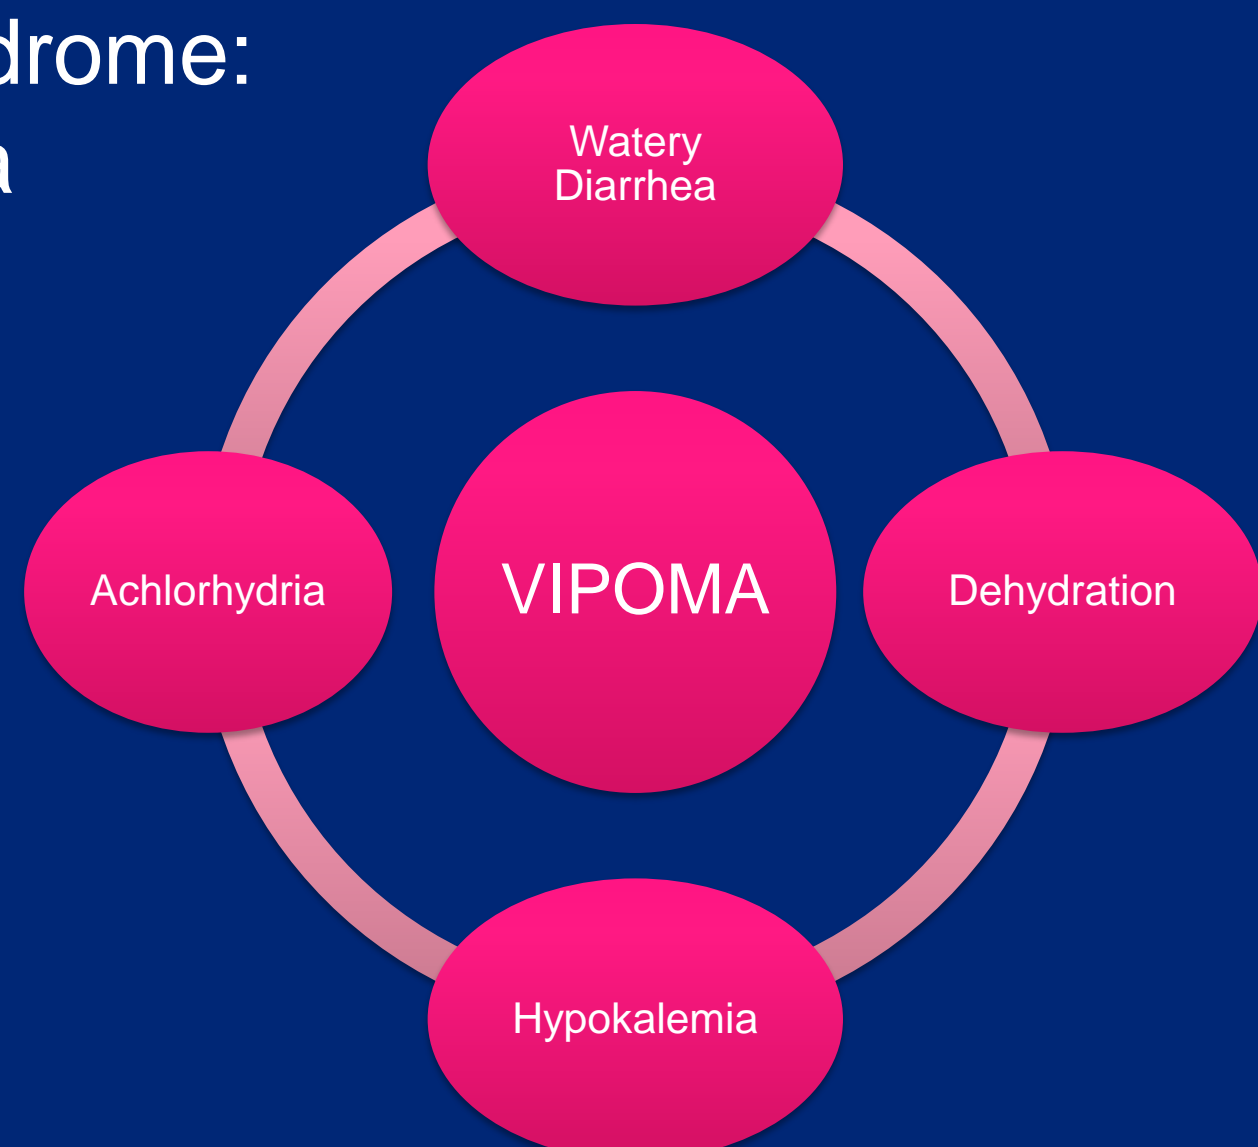 drome:
a
Watery
Diarrhea
Achlorhydria
VIPOMA
Dehydration
Hypokalemia